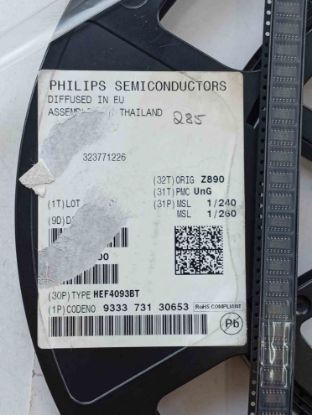 PHILIPS SEMICONDUCTORS
DIFFUSED IN EU
THAILAND 285
323771226
(32T) ORIG Z890
(31T) PMC UnG
(1T) LOT
(31P) MSL 1/240
MSL 1/260
(30P) TYPE HEF4093BT
(1P) CODENO 9333 731 30653
RoHS COMPLIANT
Pb